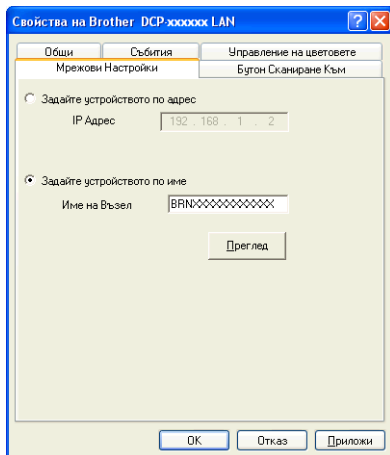 Свойства на Brother DCP-xxxxxx LAN
Общи Събития Управление на цветовете
Мрежови Настройки Бутон Сканиране Към
Задайте устройството по адрес
IP Адрес 192 . 168 . 1 . 2
Задайте устройството по име
Име на Възел BRNXXXXXXXXXXXX
Преглед
OK Отказ Приложи